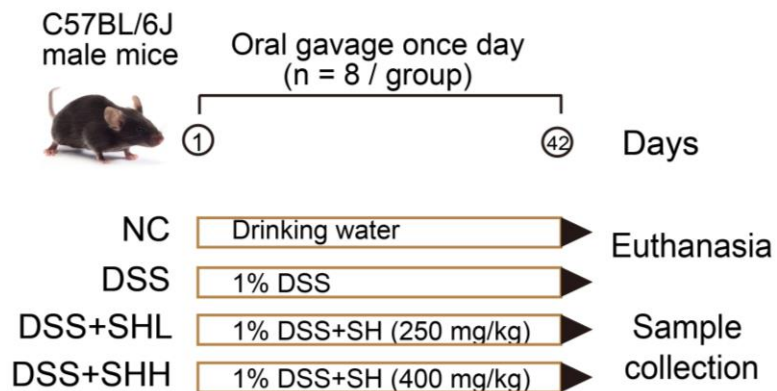 C57BL/6J
male mice
Oral gavage once day
(n = 8 / group)
1
42
Days
NC
Drinking water
Euthanasia
DSS
1% DSS
DSS+SHL
1% DSS+SH (250 mg/kg)
Sample
collection
DSS+SHH
1% DSS+SH (400 mg/kg)